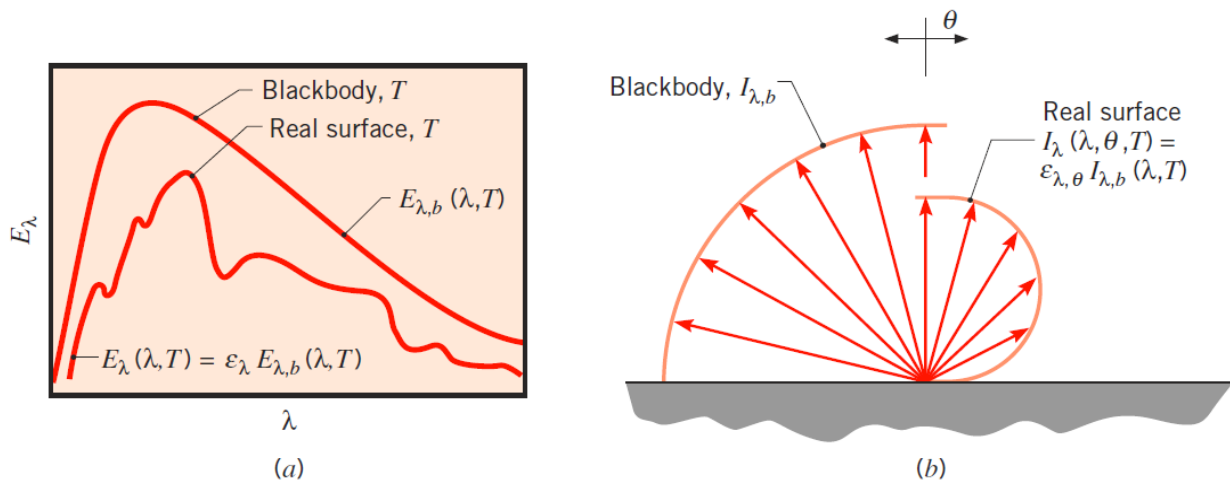 Blackbody, T
Real surface, T
E_λ,b (λ,T)
E_λ
E_λ (λ,T) = ε_λ E_λ,b (λ,T)
λ
(a)
θ
Blackbody, I_λ,b
Real surface
I_λ (λ, θ, T) =
ε_λ,θ I_λ,b (λ,T)
(b)